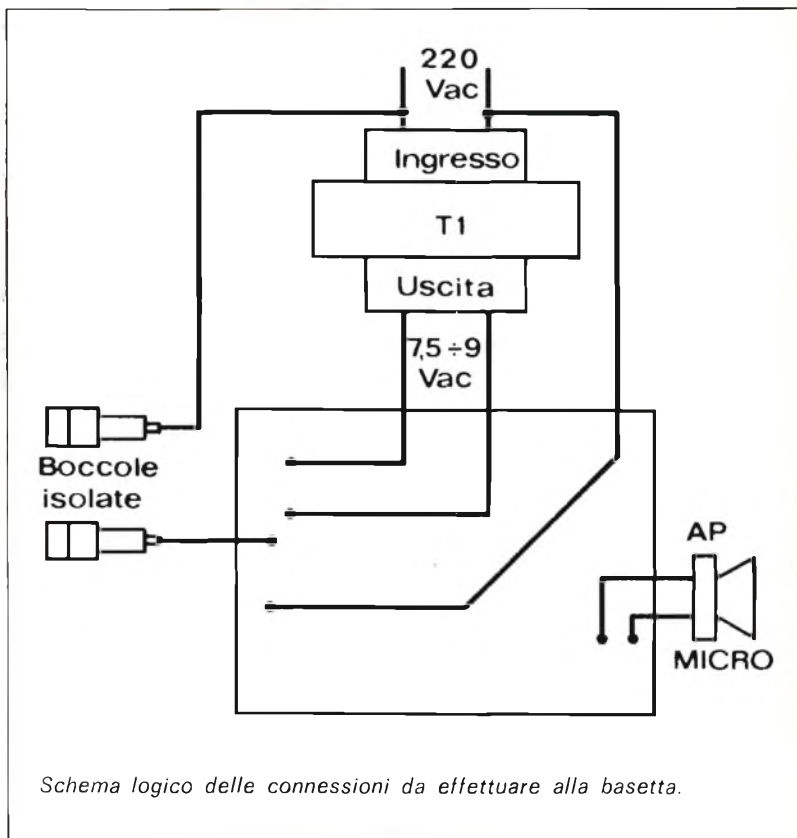 220
Vac
Ingresso
T1
Uscita
7,5÷9
Vac
Boccole
isolate
AP
MICRO
Schema logico delle connessioni da effettuare alla basetta.